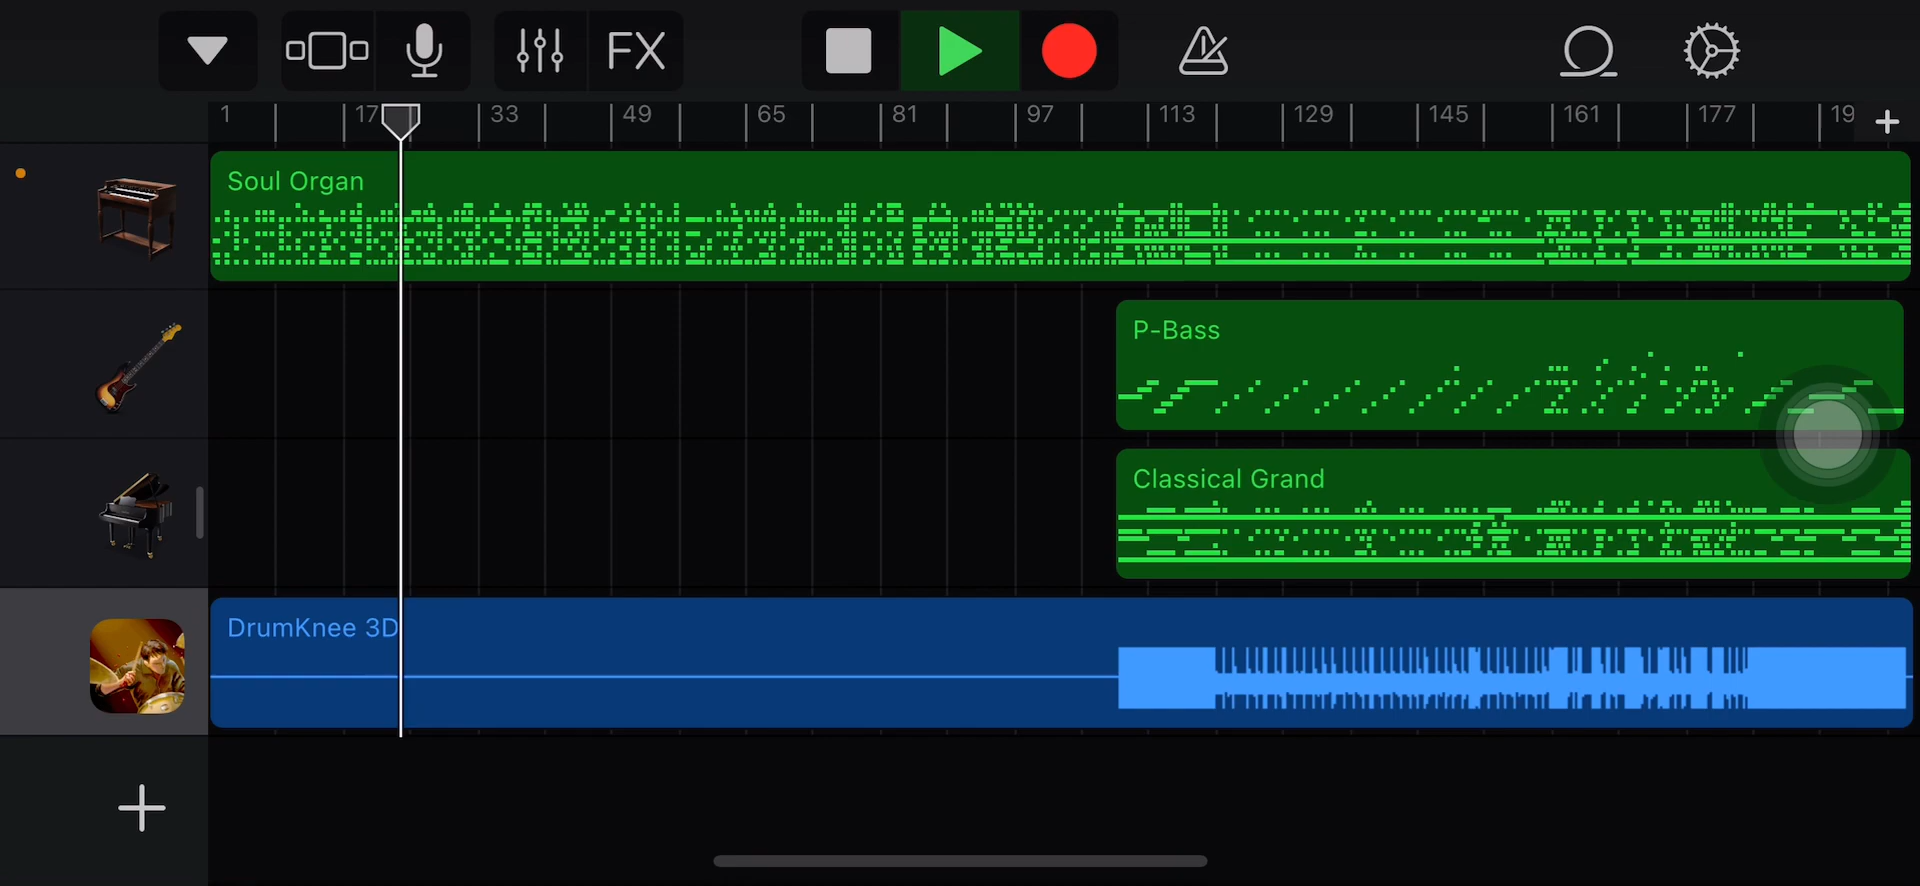 FX
1 17 33 49 65 81 97 113 129 145 161 177 19
Soul Organ
P-Bass
Classical Grand
DrumKnee 3D